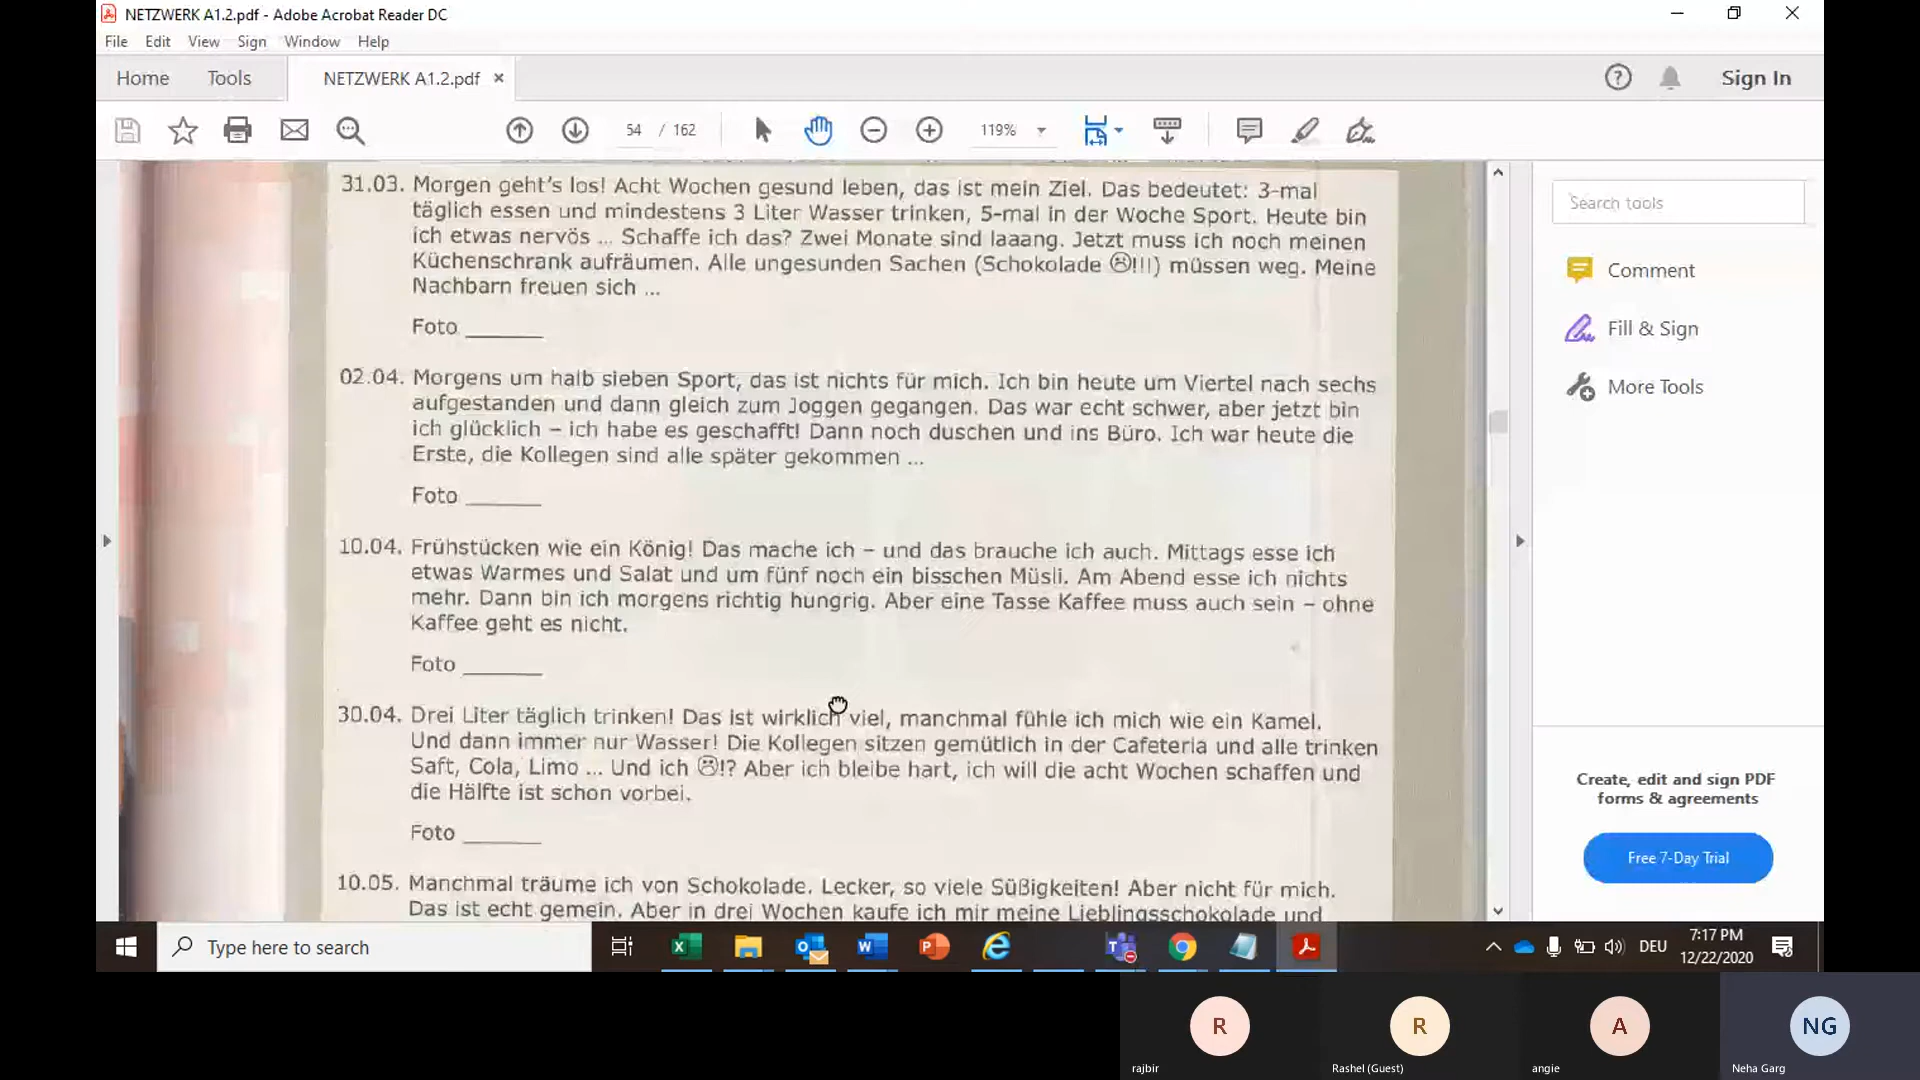 NETZWERK A1.2.pdf - Adobe Acrobat Reader DC
File Edit View Sign Window Help
Home Tools NETZWERK A1.2.pdf × Sign In
54 / 162 119%
31.03. Morgen geht's los! Acht Wochen gesund leben, das ist mein Ziel. Das bedeutet: 3-mal
täglich essen und mindestens 3 Liter Wasser trinken, 5-mal in der Woche Sport. Heute bin
ich etwas nervös ... Schaffe ich das? Zwei Monate sind laaang. Jetzt muss ich noch meinen
Küchenschrank aufräumen. Alle ungesunden Sachen (Schokolade ☹!!!) müssen weg. Meine
Nachbarn freuen sich ...
Foto ______
02.04. Morgens um halb sieben Sport, das ist nichts für mich. Ich bin heute um Viertel nach sechs
aufgestanden und dann gleich zum Joggen gegangen. Das war echt schwer, aber jetzt bin
ich glücklich – ich habe es geschafft! Dann noch duschen und ins Büro. Ich war heute die
Erste, die Kollegen sind alle später gekommen ...
Foto ______
10.04. Frühstücken wie ein König! Das mache ich – und das brauche ich auch. Mittags esse ich
etwas Warmes und Salat und um fünf noch ein bisschen Müsli. Am Abend esse ich nichts
mehr. Dann bin ich morgens richtig hungrig. Aber eine Tasse Kaffee muss auch sein – ohne
Kaffee geht es nicht.
Foto ______
30.04. Drei Liter täglich trinken! Das ist wirklich viel, manchmal fühle ich mich wie ein Kamel.
Und dann immer nur Wasser! Die Kollegen sitzen gemütlich in der Cafeteria und alle trinken
Saft, Cola, Limo ... Und ich ☹!? Aber ich bleibe hart, ich will die acht Wochen schaffen und
die Hälfte ist schon vorbei.
Foto ______
10.05. Manchmal träume ich von Schokolade. Lecker, so viele Süßigkeiten! Aber nicht für mich.
Das ist echt gemein. Aber in drei Wochen kaufe ich mir meine Lieblingsschokolade und
Search tools
Comment
Fill & Sign
More Tools
Create, edit and sign PDF
forms & agreements
Free 7-Day Trial
Type here to search
DEU
7:17 PM
12/22/2020
R R A NG
rajbir Rashel (Guest) angie Neha Garg